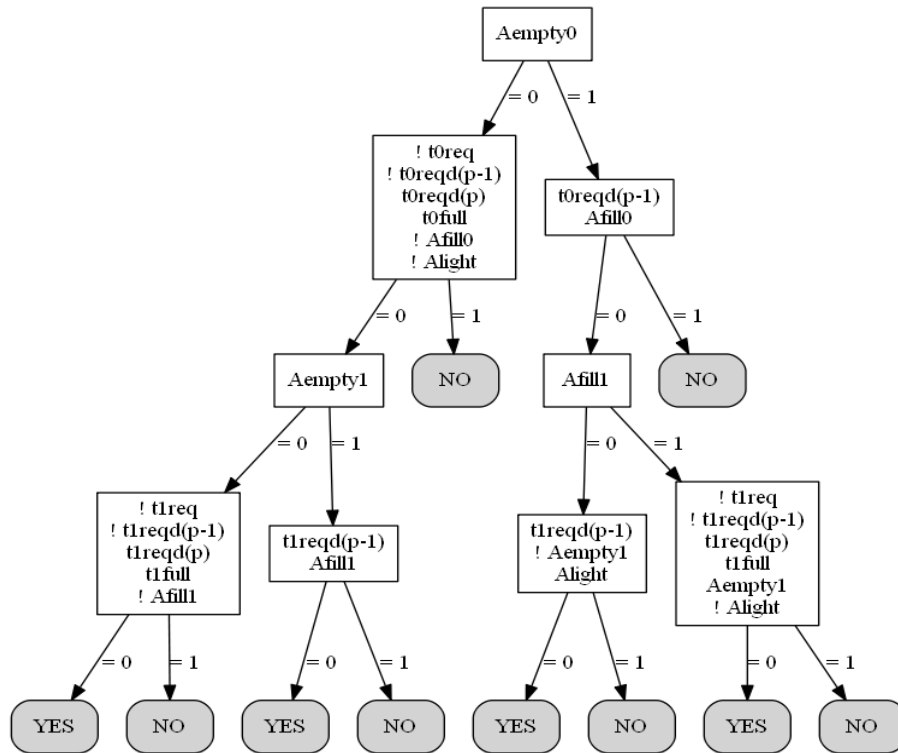 Aempty0
= 0
= 1
! t0req
! t0reqd(p-1)
t0reqd(p)
t0full
! Afill0
! Alight
t0reqd(p-1)
Afill0
= 0
= 1
= 0
= 1
Aempty1
NO
Afill1
NO
= 0
= 1
= 0
= 1
! t1req
! t1reqd(p-1)
t1reqd(p)
t1full
! Afill1
t1reqd(p-1)
Afill1
t1reqd(p-1)
! Aempty1
Alight
! t1req
! t1reqd(p-1)
t1reqd(p)
t1full
Aempty1
! Alight
= 0
= 1
= 0
= 1
= 0
= 1
= 0
= 1
YES
NO
YES
NO
YES
NO
YES
NO